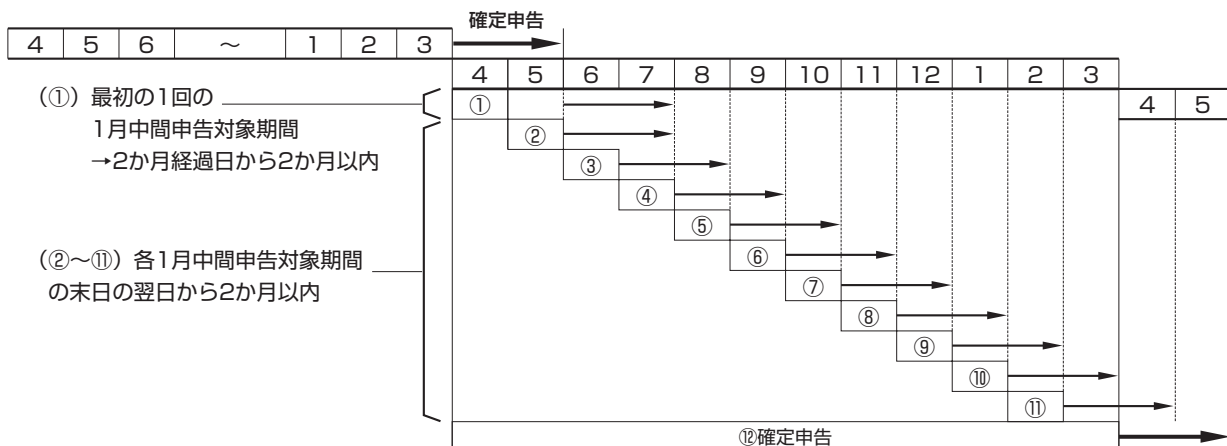 確定申告
4 5 6 ～ 1 2 3
4 5 6 7 8 9 10 11 12 1 2 3
4 5
（①）最初の1回の
1月中間申告対象期間
→2か月経過日から2か月以内
①
②
③
④
⑤
（②～⑪）各1月中間申告対象期間
の末日の翌日から2か月以内
⑥
⑦
⑧
⑨
⑩
⑪
⑫確定申告